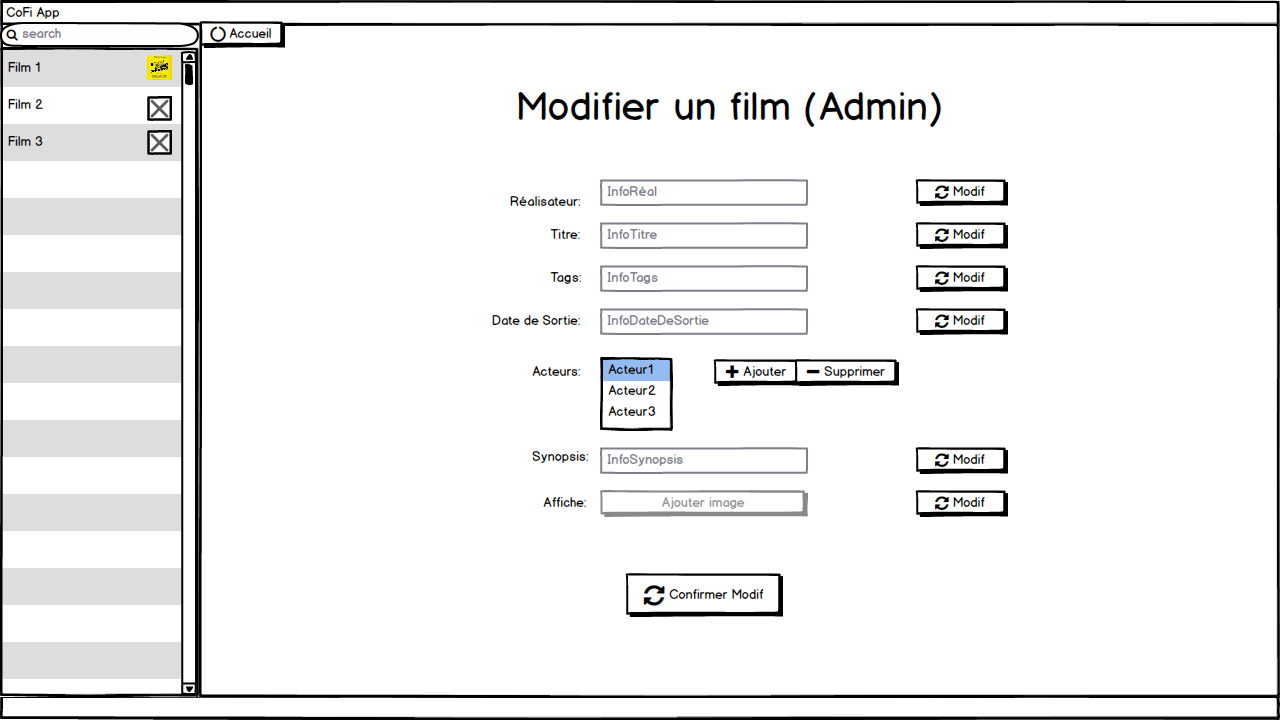 CoFi App
search
Accueil
Film 1
Film 2
Film 3
Modifier un film (Admin)
Réalisateur: InfoRéal Modif
Titre: InfoTitre Modif
Tags: InfoTags Modif
Date de Sortie: InfoDateDeSortie Modif
Acteurs: Acteur1 Ajouter Supprimer
Acteur2
Acteur3
Synopsis: InfoSynopsis Modif
Affiche: Ajouter image Modif
Confirmer Modif